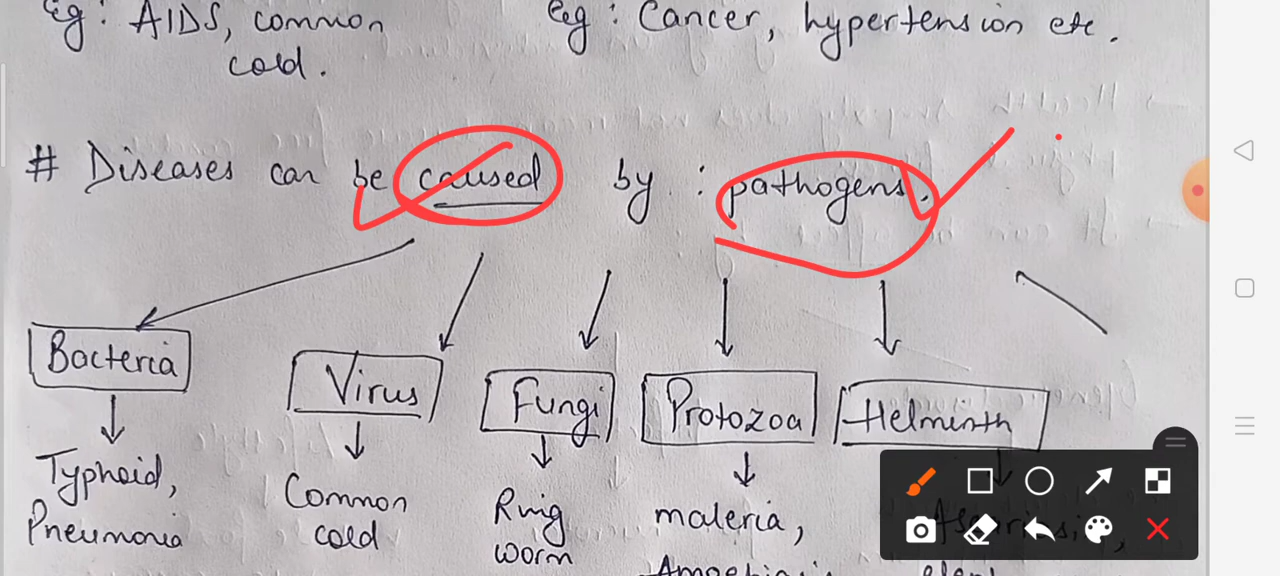 Eg: AIDS, common cold.
Eg: Cancer, hypertension etc.
# Diseases can be caused by : pathogens.
Bacteria
Virus
Fungi
Protozoa
Helminth
Typhoid,
Pneumonia
Common
cold
Ring
worm
maleria,